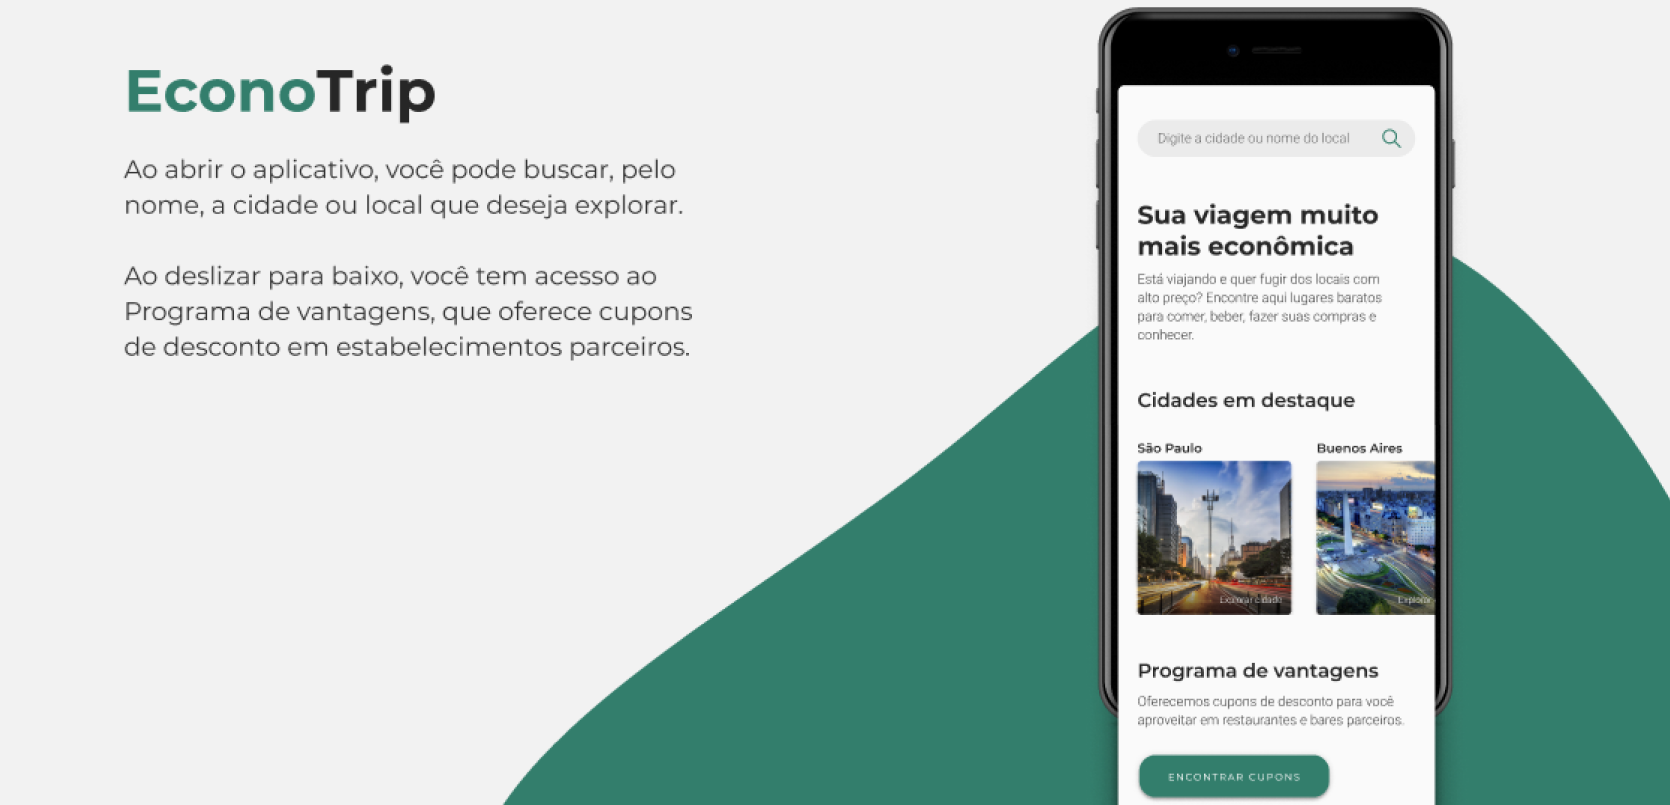 EconoTrip
Ao abrir o aplicativo, você pode buscar, pelo
nome, a cidade ou local que deseja explorar.
Ao deslizar para baixo, você tem acesso ao
Programa de vantagens, que oferece cupons
de desconto em estabelecimentos parceiros.
Digite a cidade ou nome do local
Sua viagem muito
mais econômica
Está viajando e quer fugir dos locais com
alto preço? Encontre aqui lugares baratos
para comer, beber, fazer suas compras e
conhecer.
Cidades em destaque
São Paulo
Buenos Aires
Explorar cidade
Explorar
Programa de vantagens
Oferecemos cupons de desconto para você
aproveitar em restaurantes e bares parceiros.
ENCONTRAR CUPONS